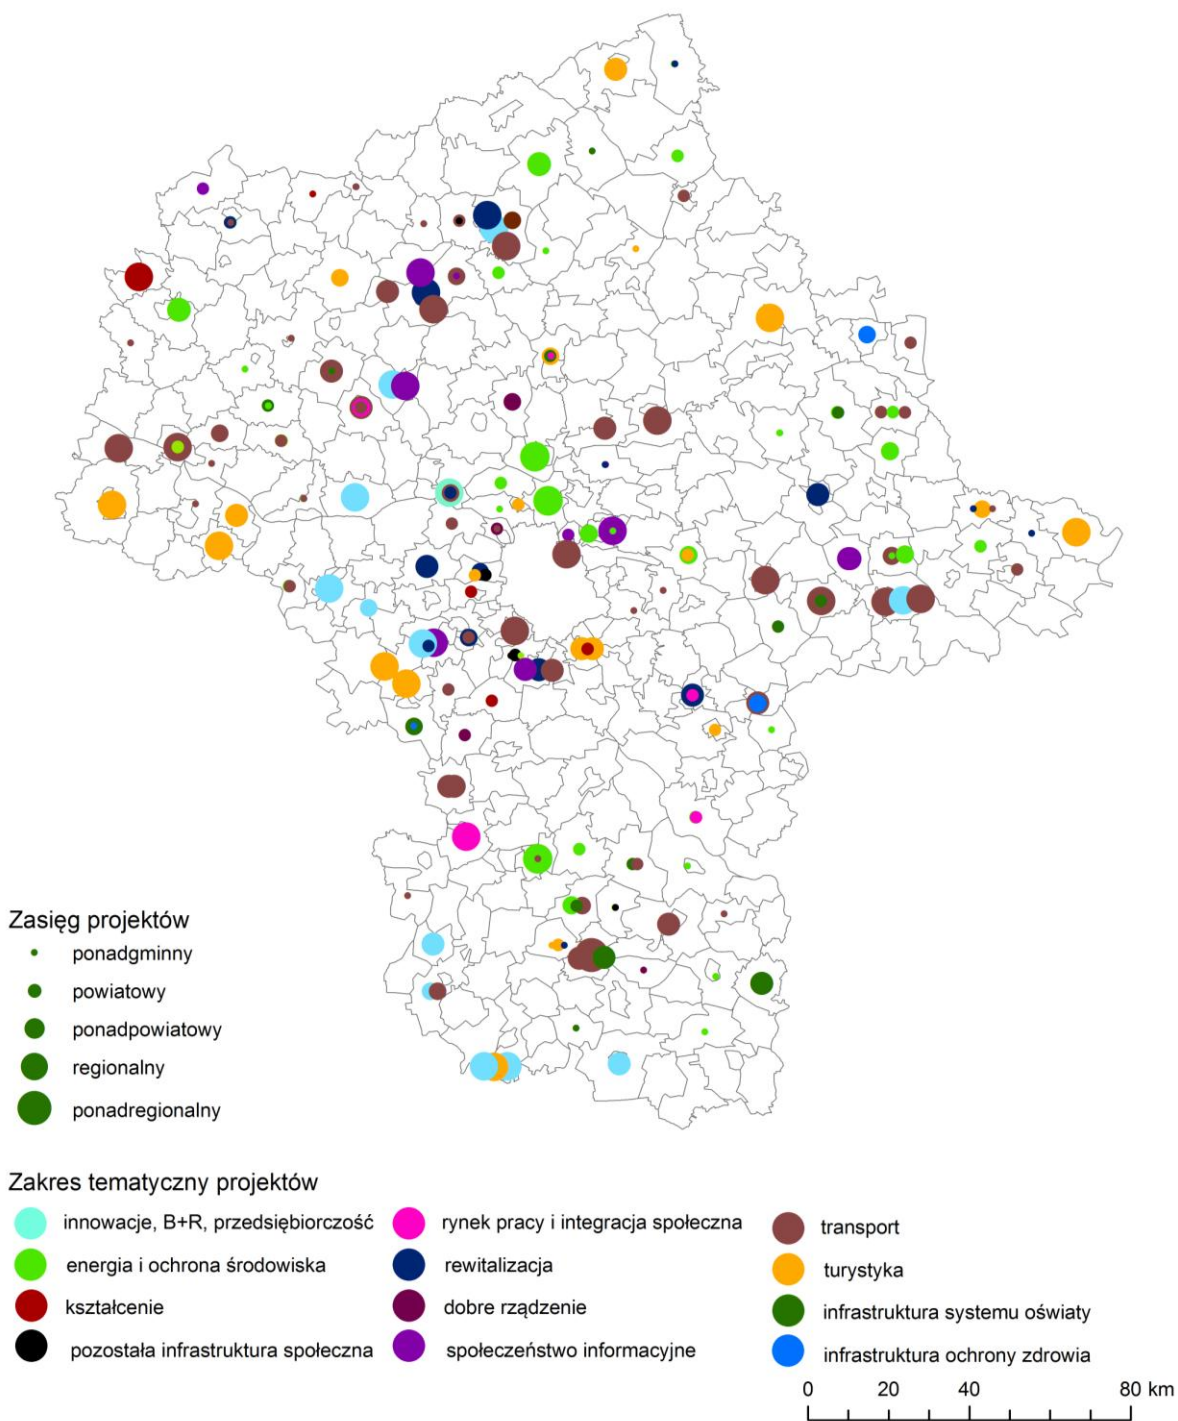 Zasięg projektów
ponadgminny
powiatowy
ponadpowiatowy
regionalny
ponadregionalny
Zakres tematyczny projektów
innowacje, B+R, przedsiębiorczość
energia i ochrona środowiska
kształcenie
pozostała infrastruktura społeczna
rynek pracy i integracja społeczna
rewitalizacja
dobre rządzenie
społeczeństwo informacyjne
transport
turystyka
infrastruktura systemu oświaty
infrastruktura ochrony zdrowia
0 20 40 80 km